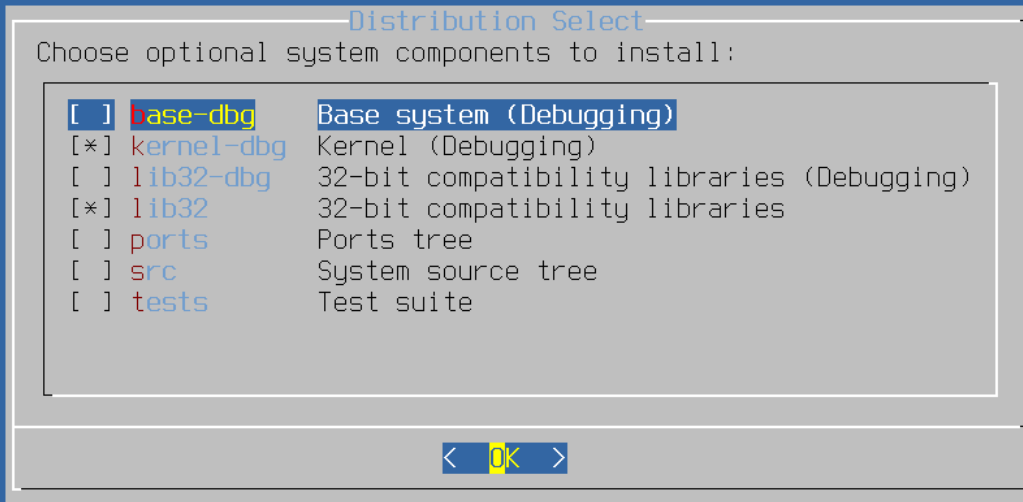 Distribution Select
Choose optional system components to install:
[ ] base-dbg Base system (Debugging)
[*] kernel-dbg Kernel (Debugging)
[ ] lib32-dbg 32-bit compatibility libraries (Debugging)
[*] lib32 32-bit compatibility libraries
[ ] ports Ports tree
[ ] src System source tree
[ ] tests Test suite
< OK >